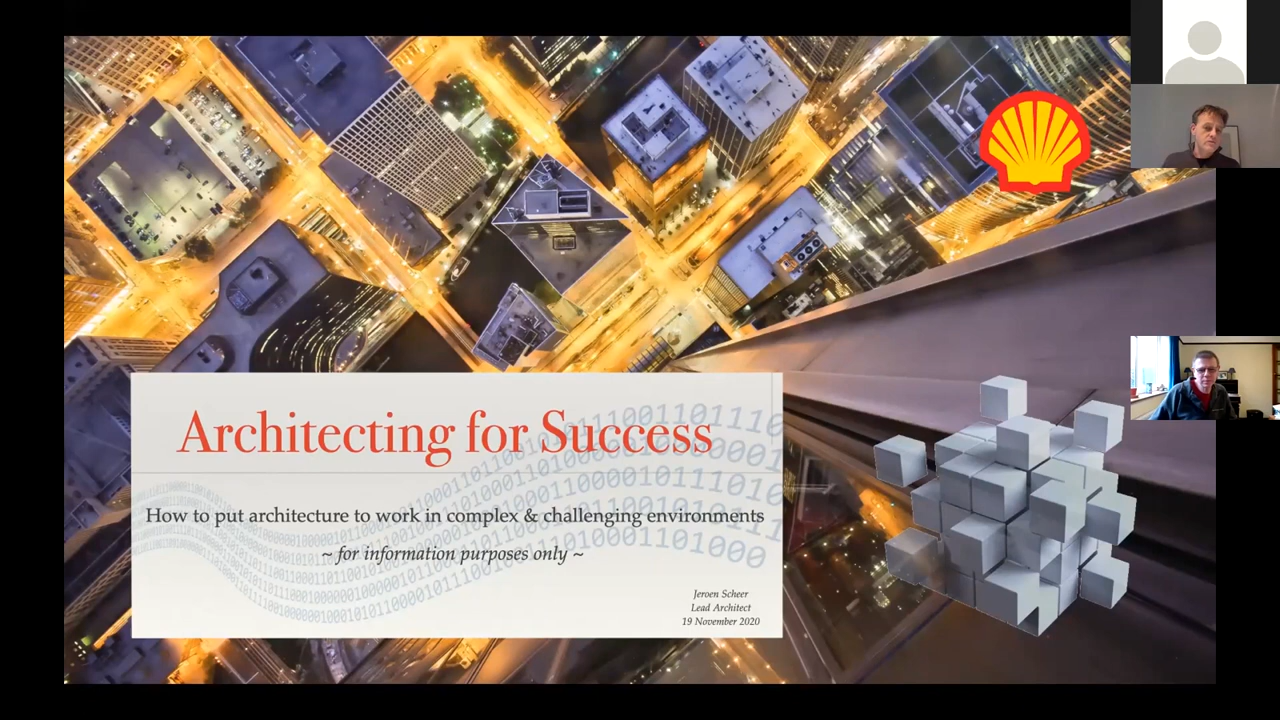 Architecting for Success
How to put architecture to work in complex & challenging environments
~ for information purposes only ~
Jeroen Scheer
Lead Architect
19 November 2020